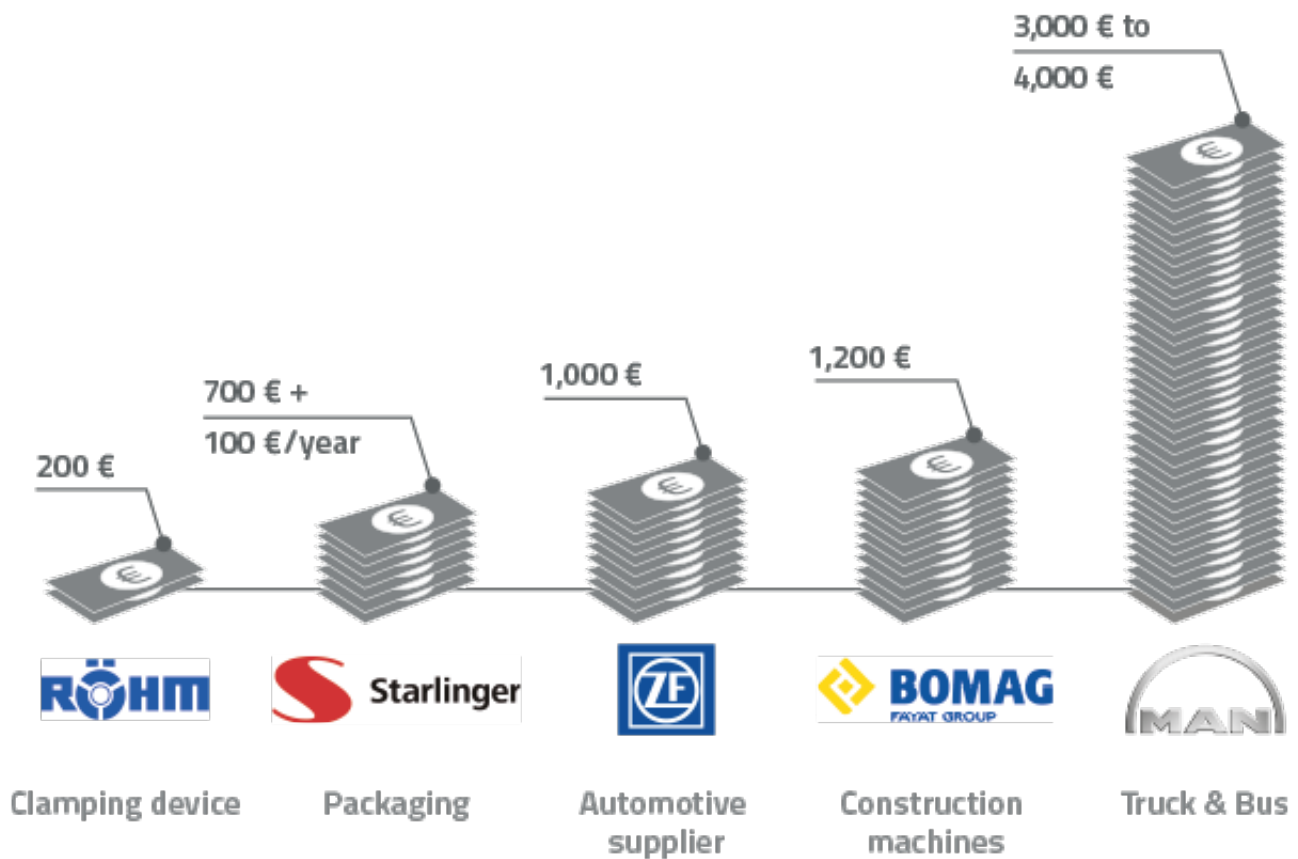 3,000 € to
4,000 €
1,200 €
1,000 €
700 € +
100 €/year
200 €
RÖHM
Starlinger
ZF
BOMAG
FAYAT GROUP
MAN
Clamping device
Packaging
Automotive
supplier
Construction
machines
Truck & Bus